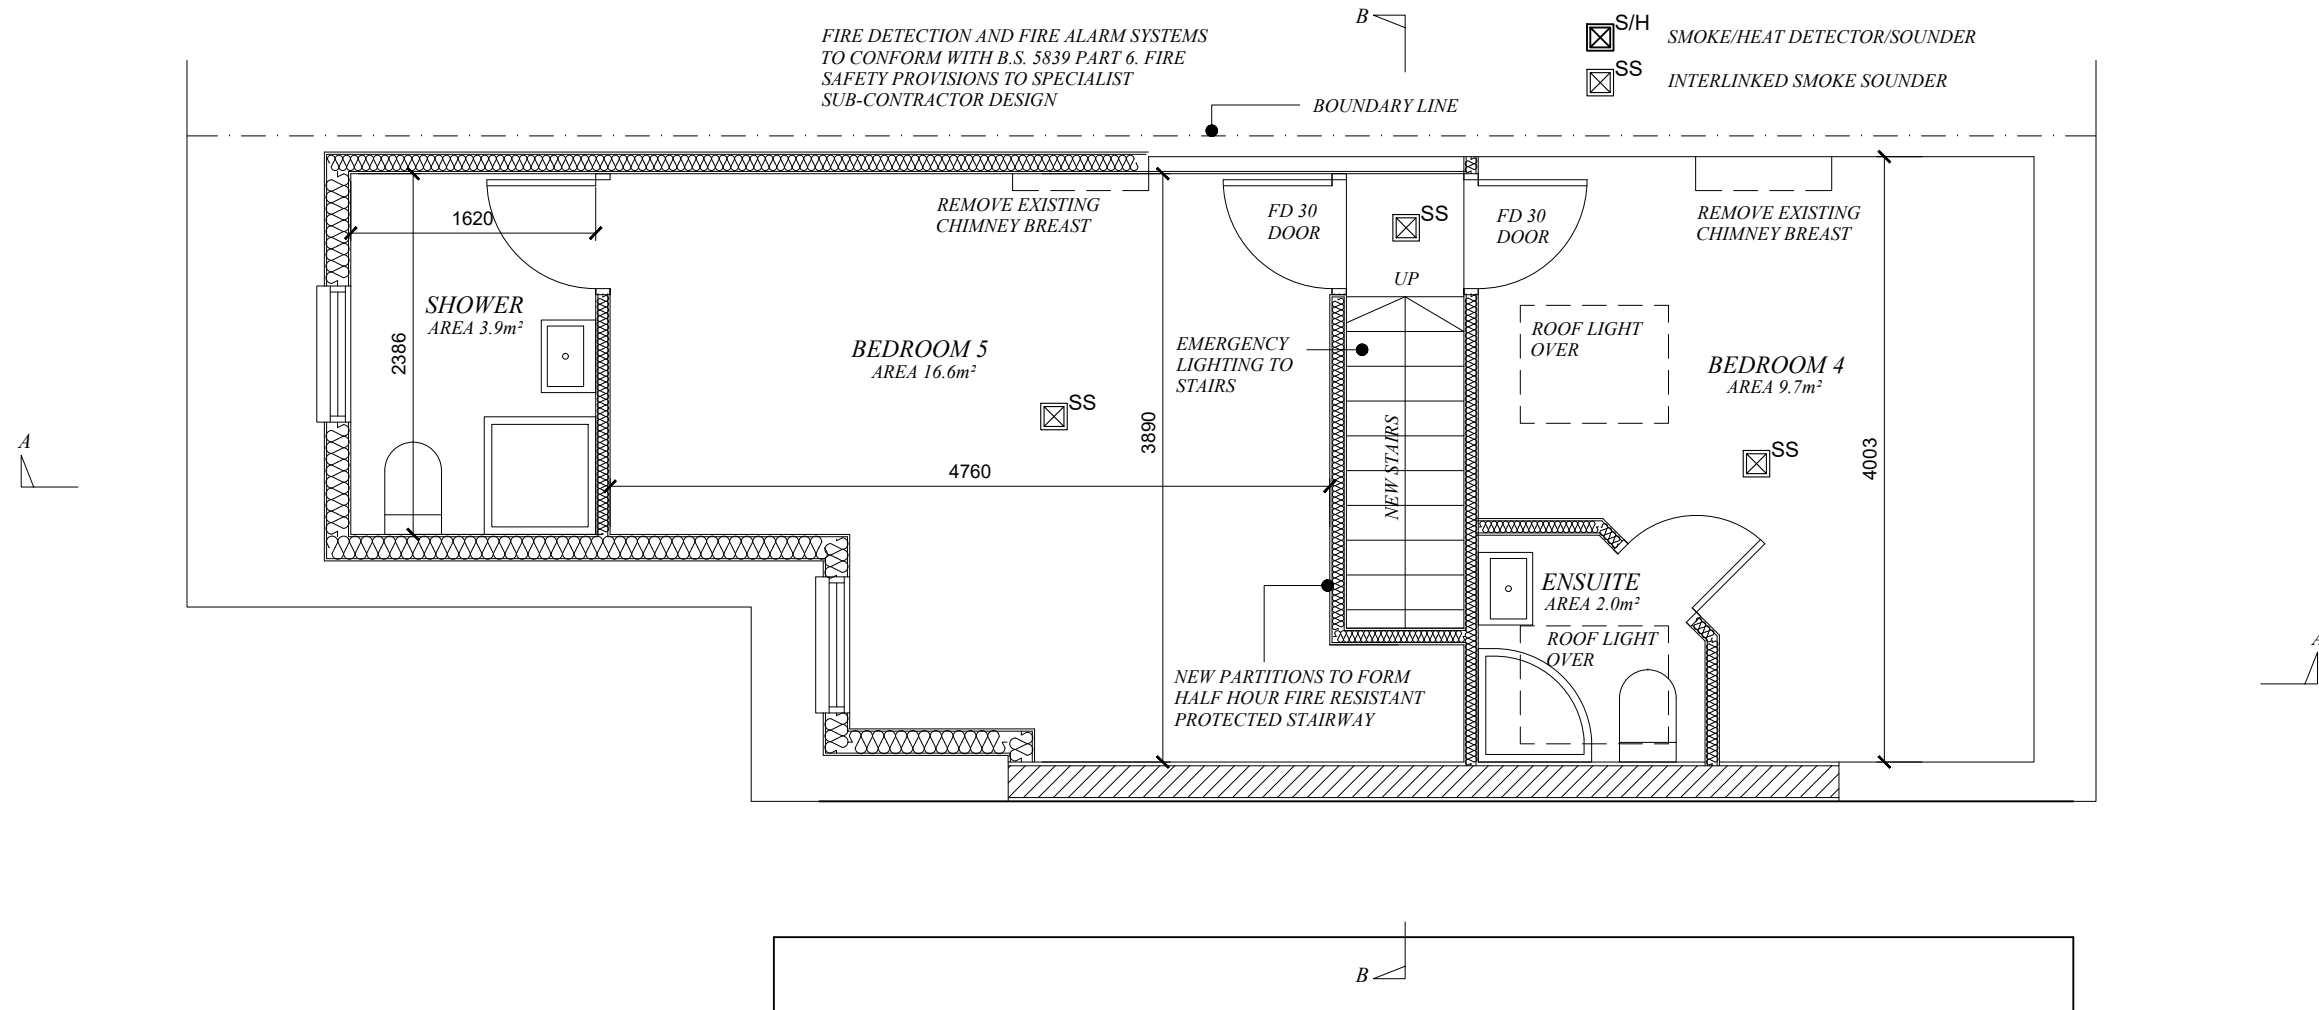 FIRE DETECTION AND FIRE ALARM SYSTEMS
TO CONFORM WITH B.S. 5839 PART 6. FIRE
SAFETY PROVISIONS TO SPECIALIST
SUB-CONTRACTOR DESIGN
B
S/H
SMOKE/HEAT DETECTOR/SOUNDER
SS
INTERLINKED SMOKE SOUNDER
BOUNDARY LINE
1620
REMOVE EXISTING
CHIMNEY BREAST
FD 30
DOOR
SS
FD 30
DOOR
REMOVE EXISTING
CHIMNEY BREAST
UP
SHOWER
AREA 3.9m²
2386
BEDROOM 5
AREA 16.6m²
EMERGENCY
LIGHTING TO
STAIRS
ROOF LIGHT
OVER
BEDROOM 4
AREA 9.7m²
SS
3890
NEW STAIRS
4003
A
4760
SS
ENSUITE
AREA 2.0m²
ROOF LIGHT
OVER
A
NEW PARTITIONS TO FORM
HALF HOUR FIRE RESISTANT
PROTECTED STAIRWAY
B